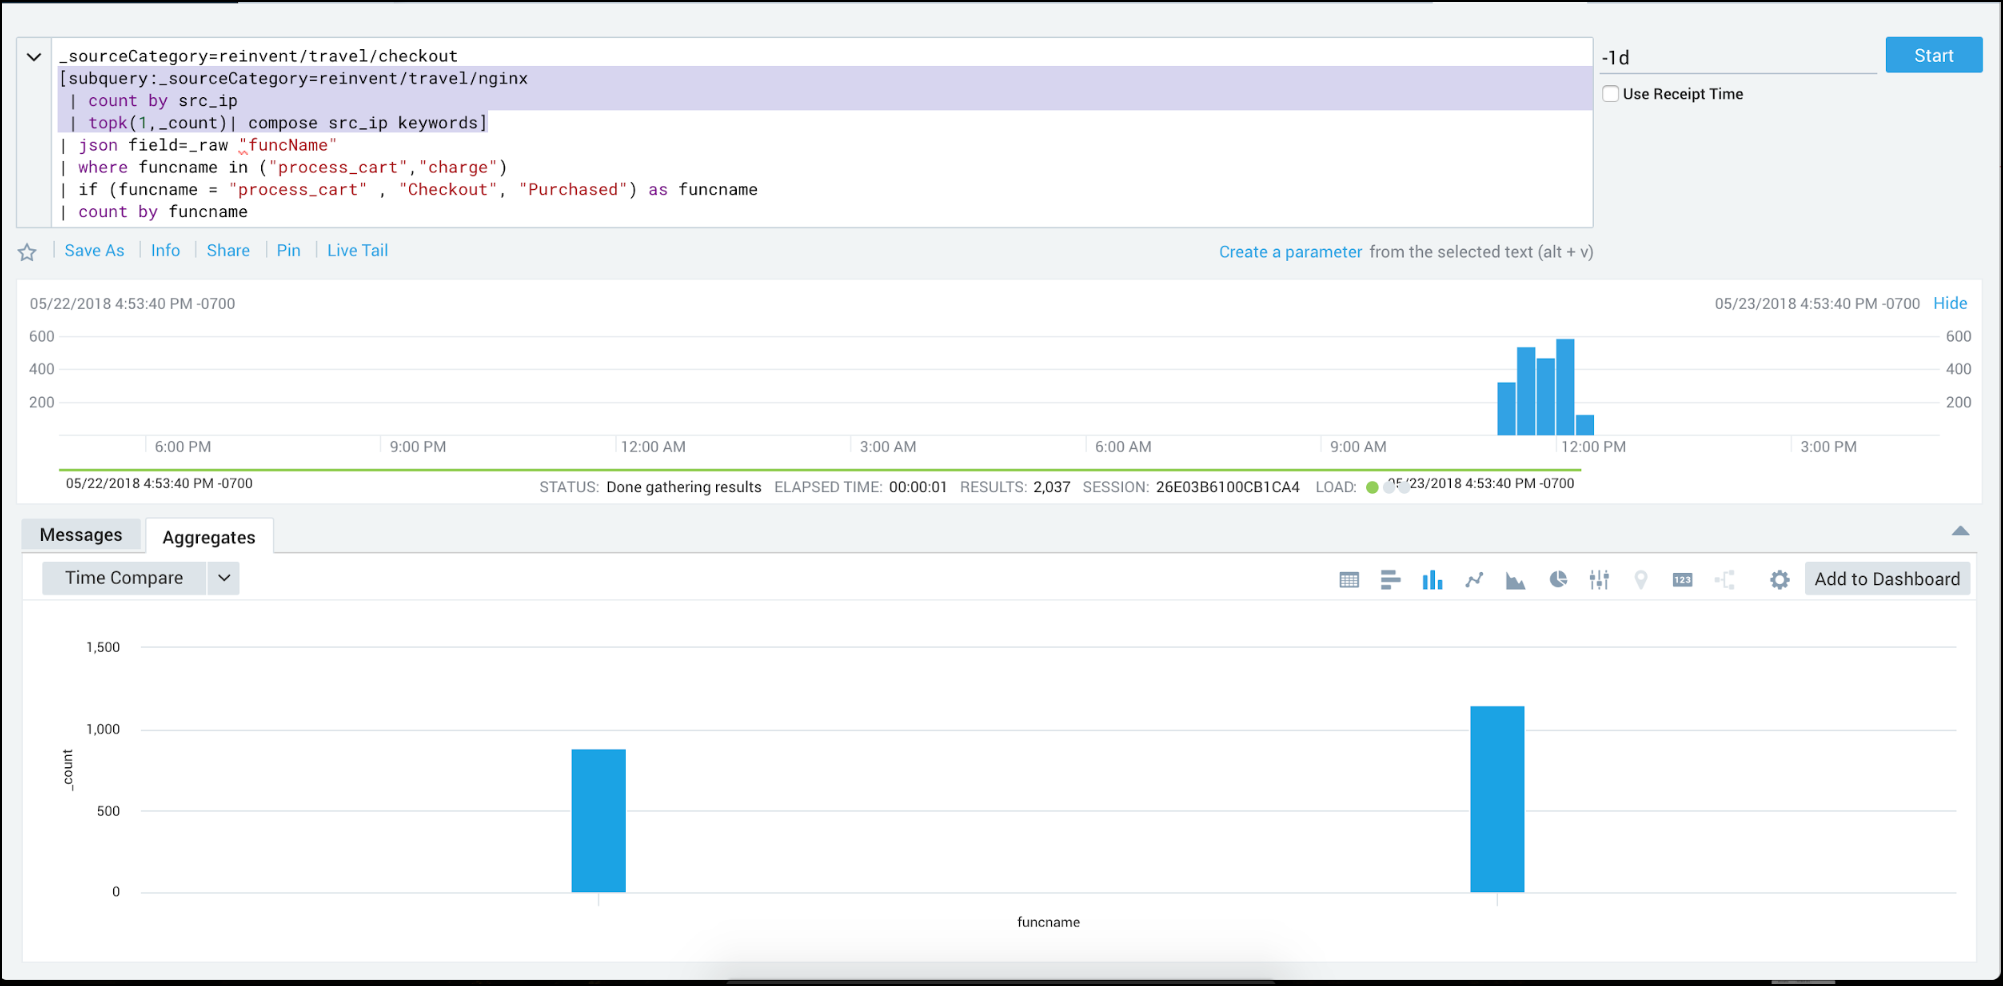 _sourceCategory=reinvent/travel/checkout
[subquery:_sourceCategory=reinvent/travel/nginx
| count by src_ip
| topk(1,_count)| compose src_ip keywords]
| json field=_raw "funcName"
| where funcname in ("process_cart","charge")
| if (funcname = "process_cart" , "Checkout", "Purchased") as funcname
| count by funcname
-1d
Start
Use Receipt Time
Save As Info Share Pin Live Tail
Create a parameter from the selected text (alt + v)
05/22/2018 4:53:40 PM -0700
05/23/2018 4:53:40 PM -0700 Hide
600 600
400 400
200 200
6:00 PM 9:00 PM 12:00 AM 3:00 AM 6:00 AM 9:00 AM 12:00 PM 3:00 PM
05/22/2018 4:53:40 PM -0700
STATUS: Done gathering results ELAPSED TIME: 00:00:01 RESULTS: 2,037 SESSION: 26E03B6100CB1CA4 LOAD:
05/23/2018 4:53:40 PM -0700
Messages Aggregates
Time Compare
123
Add to Dashboard
1,500
1,000
500
0
_count
funcname